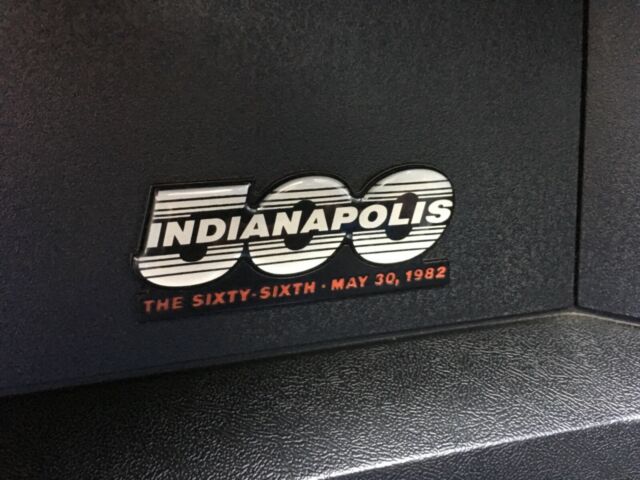 500
INDIANAPOLIS
THE SIXTY-SIXTH · MAY 30, 1982